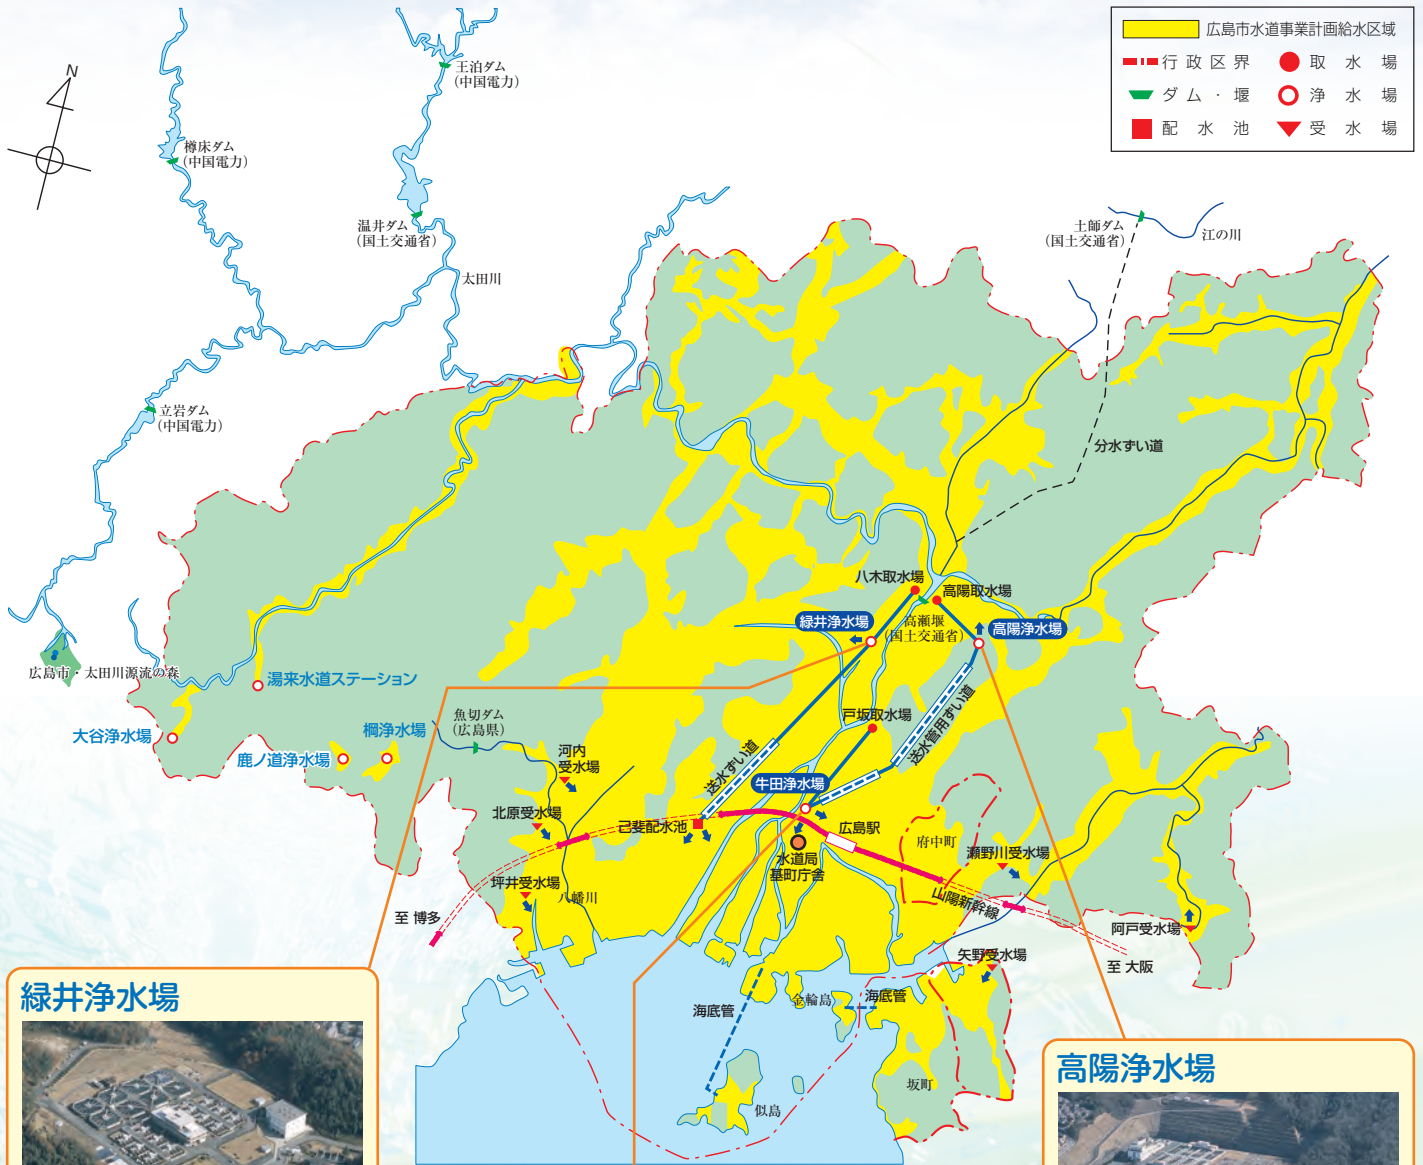 広島市水道事業計画給水区域
行政区界
取水場
ダム・堰
浄水場
配水池
受水場
N
王泊ダム
(中国電力)
樽床ダム
(中国電力)
温井ダム
(国土交通省)
太田川
土師ダム
(国土交通省)
江の川
立岩ダム
(中国電力)
分水ずい道
八木取水場
高陽取水場
緑井浄水場
高瀬堰
(国土交通省)
高陽浄水場
広島市・太田川源流の森
湯来水道ステーション
大谷浄水場
鹿ノ道浄水場
棡浄水場
魚切ダム
(広島県)
河内
受水場
戸坂取水場
送水ずい道
送水管用ずい道
牛田浄水場
北原受水場
己斐配水池
広島駅
府中町
瀬野川受水場
水道局
基町庁舎
坪井受水場
八幡川
山陽新幹線
至 博多
阿戸受水場
矢野受水場
至 大阪
海底管
金輪島
海底管
似島
坂町
緑井浄水場
高陽浄水場